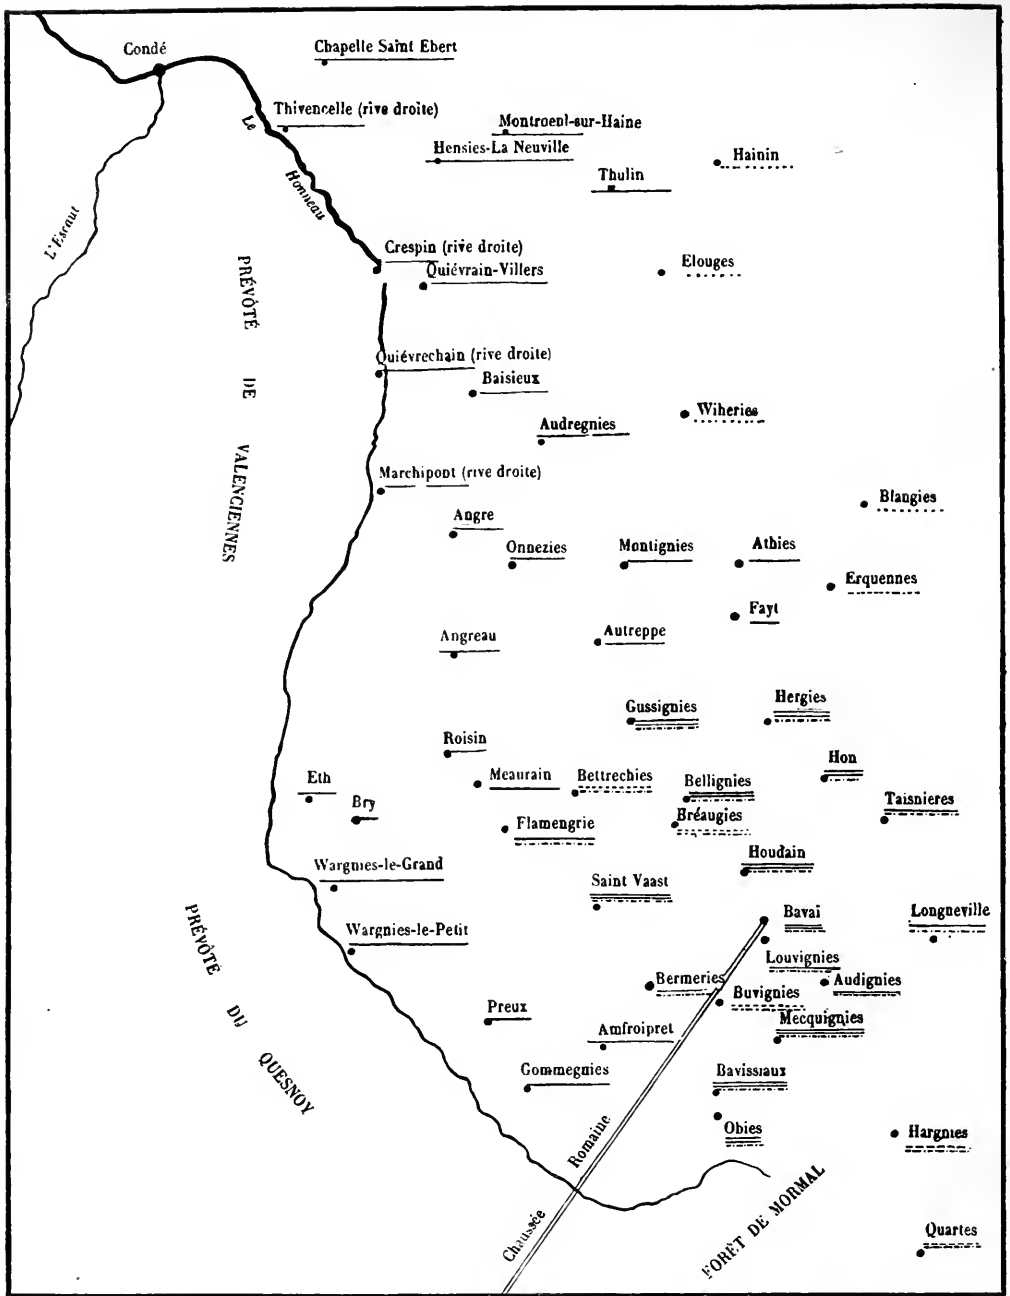 Condé
Chapelle Saint Ebert
Thivencelle (rive droite)
Le Honneau
Montroeul-sur-Haine
Hensies-La Neuville
Hainin
Thulin
L'Escaut
Crespin (rive droite)
Quiévrain-Villers
Elouges
PRÉVÔTÉ DE VALENCIENNES
Quiévrechain (rive droite)
Baisieux
Wiheries
Audregnies
Marchipont (rive droite)
Blangies
Angre
Onnezies
Montignies
Athies
Erquennes
Fayt
Angreau
Autreppe
Gussignies
Hergies
Roisin
Hon
Eth
Meaurain
Bettrechies
Bellignies
Taisnieres
Bry
Flamengrie
Bréaugies
Houdain
Wargnies-le-Grand
Saint Vaast
Bavai
Longneville
Wargnies-le-Petit
PRÉVÔTÉ DU QUESNOY
Louvignies
Bermeries
Audignies
Buvignies
Preux
Mecquignies
Amfroipret
Gommegnies
Bavissiaux
Obies
Hargnies
Chaussée Romaine
FORÊT DE MORMAL
Quartes